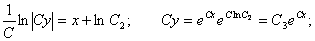 1/C ln|Cy| = x + ln C₂;    Cy = e^{Cx} e^{C ln C₂} = C₃e^{Cx};